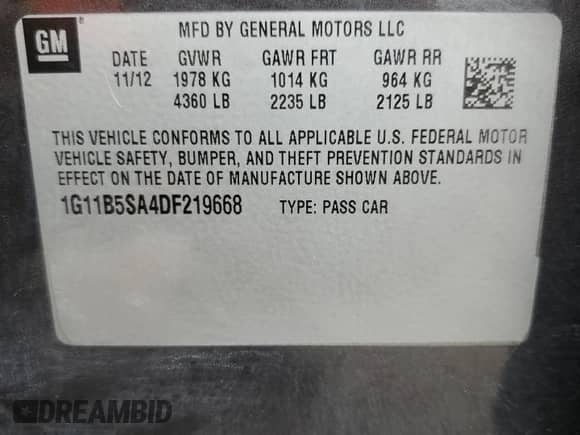 GM
®
MFD BY GENERAL MOTORS LLC
DATE GVWR GAWR FRT GAWR RR
11/12 1978 KG 1014 KG 964 KG
4360 LB 2235 LB 2125 LB
THIS VEHICLE CONFORMS TO ALL APPLICABLE U.S. FEDERAL MOTOR
VEHICLE SAFETY, BUMPER, AND THEFT PREVENTION STANDARDS IN
EFFECT ON THE DATE OF MANUFACTURE SHOWN ABOVE.
1G11B5SA4DF219668 TYPE: PASS CAR
DREAMBID